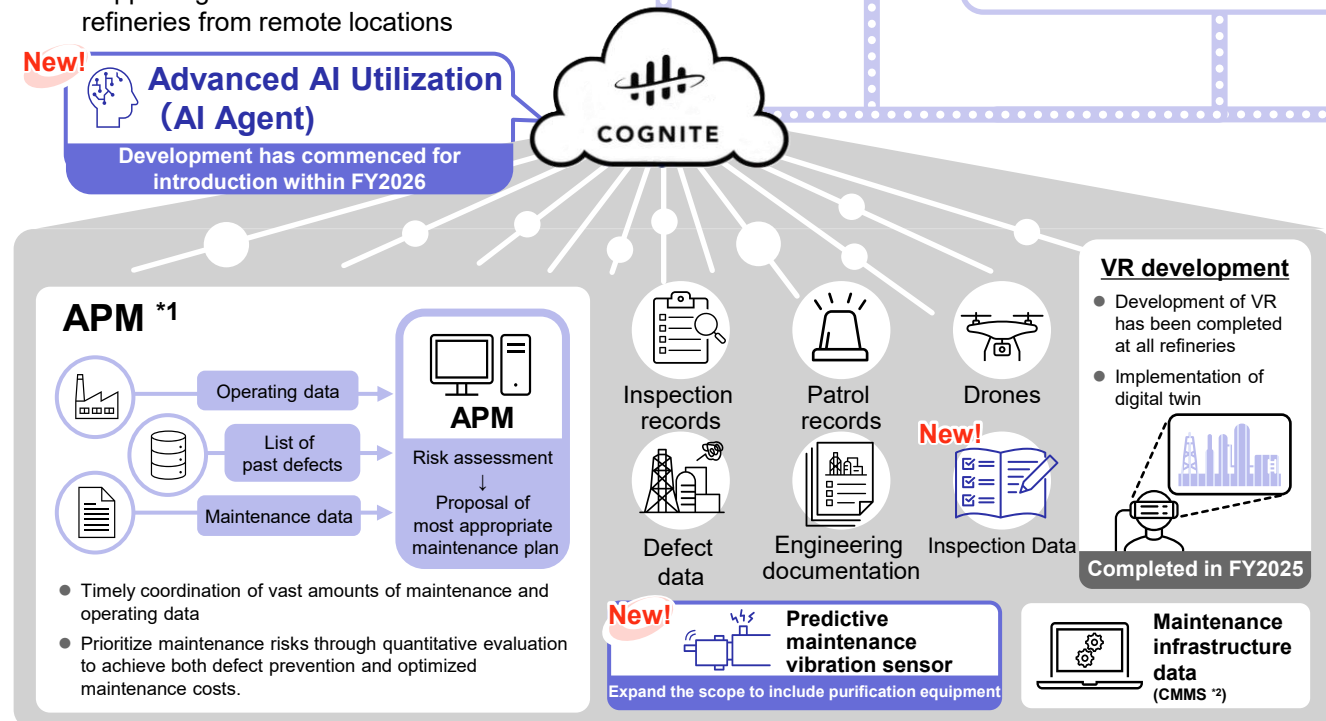 refineries from remote locations
New!
Advanced AI Utilization
(AI Agent)
Development has commenced for
introduction within FY2026
COGNITE
APM *1
Operating data
List of
past defects
Maintenance data
APM
Risk assessment
↓
Proposal of
most appropriate
maintenance plan
● Timely coordination of vast amounts of maintenance and
operating data
● Prioritize maintenance risks through quantitative evaluation
to achieve both defect prevention and optimized
maintenance costs.
Inspection
records
Patrol
records
Drones
Defect
data
Engineering
documentation
New!
Inspection Data
New!
Predictive
maintenance
vibration sensor
Expand the scope to include purification equipment
VR development
● Development of VR
has been completed
at all refineries
● Implementation of
digital twin
Completed in FY2025
Maintenance
infrastructure
data
(CMMS *2)